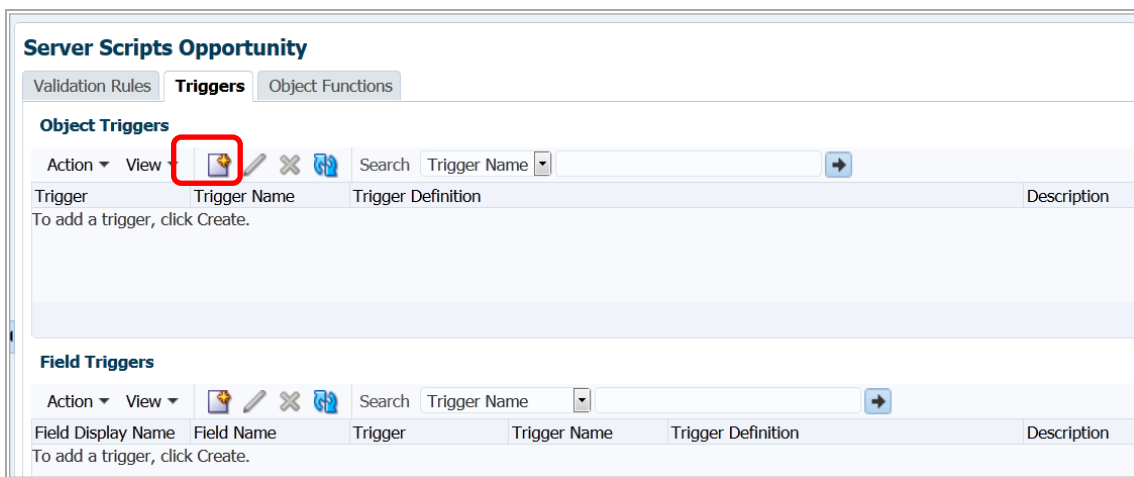 Server Scripts Opportunity
Validation Rules Triggers Object Functions
Object Triggers
Action View Search Trigger Name
Trigger Trigger Name Trigger Definition Description
To add a trigger, click Create.
Field Triggers
Action View Search Trigger Name
Field Display Name Field Name Trigger Trigger Name Trigger Definition Description
To add a trigger, click Create.